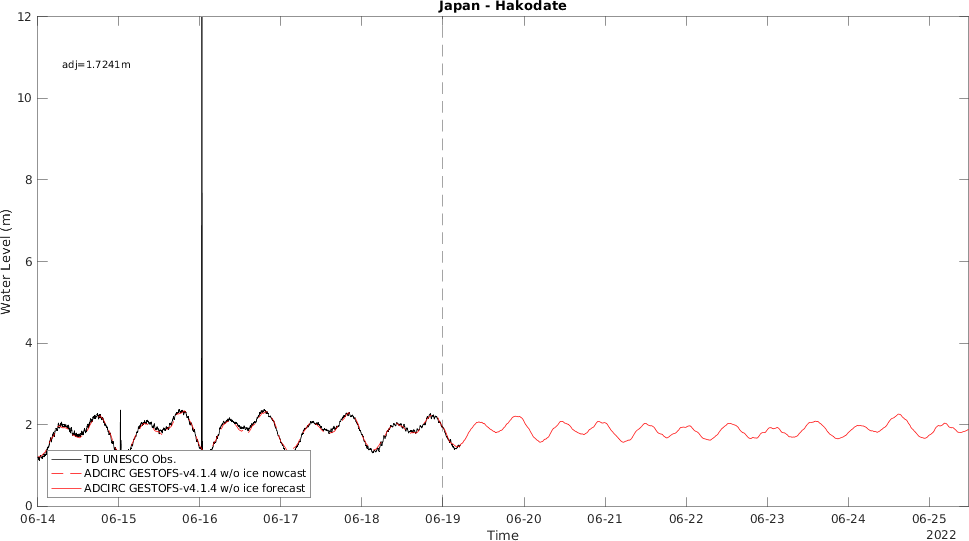 Japan - Hakodate
12
adj=1.7241m
10
8
6
4
2
0
Water Level (m)
TD UNESCO Obs.
ADCIRC GESTOFS-v4.1.4 w/o ice nowcast
ADCIRC GESTOFS-v4.1.4 w/o ice forecast
06-14 06-15 06-16 06-17 06-18 06-19 06-20 06-21 06-22 06-23 06-24 06-25
Time
2022